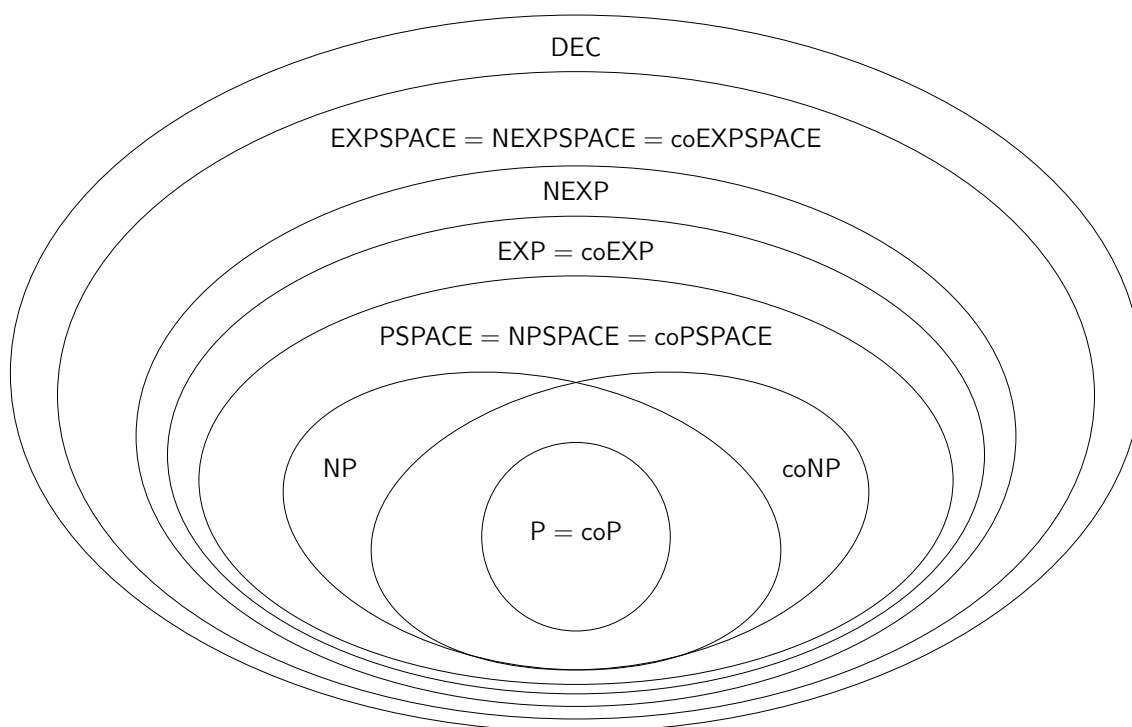 DEC
EXPSPACE = NEXPSPACE = coEXPSPACE
NEXP
EXP = coEXP
PSPACE = NPSPACE = coPSPACE
NP
coNP
P = coP